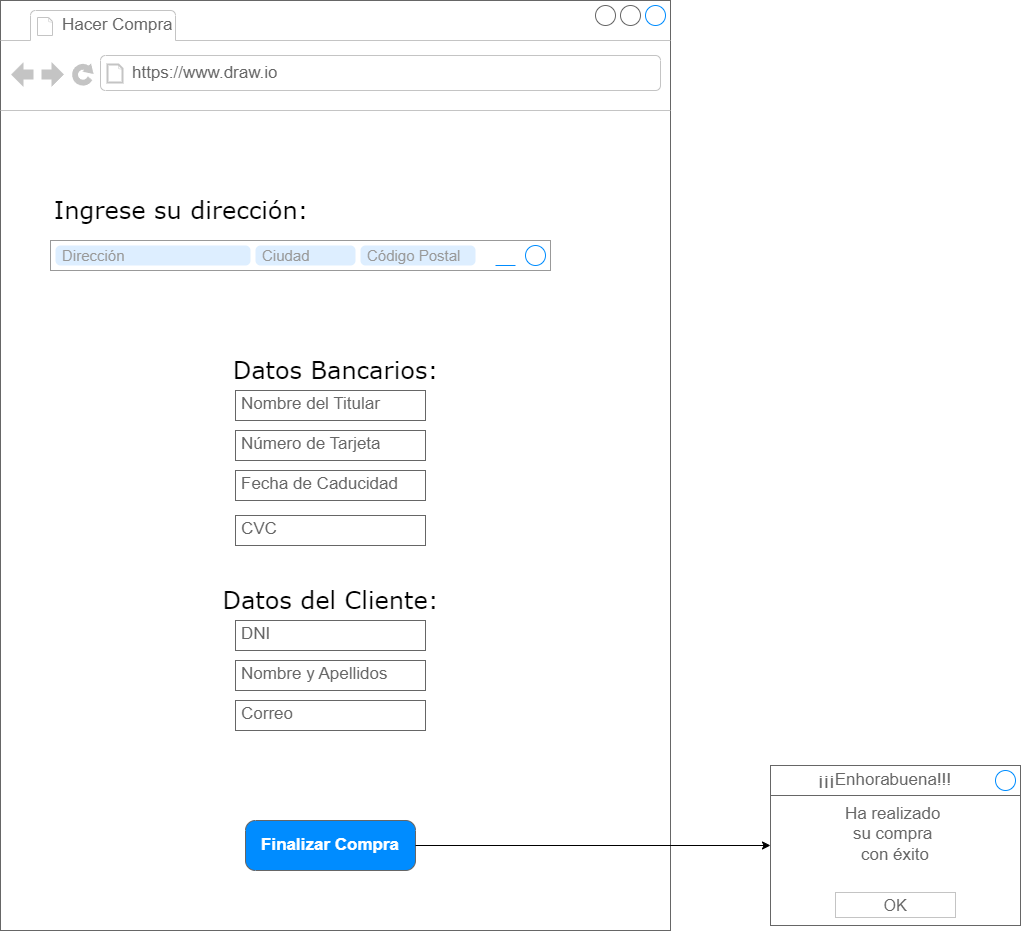 Hacer Compra
https://www.draw.io
Ingrese su dirección:
Dirección Ciudad Código Postal
Datos Bancarios:
Nombre del Titular
Número de Tarjeta
Fecha de Caducidad
CVC
Datos del Cliente:
DNI
Nombre y Apellidos
Correo
Finalizar Compra
¡¡¡Enhorabuena!!!
Ha realizado
su compra
con éxito
OK